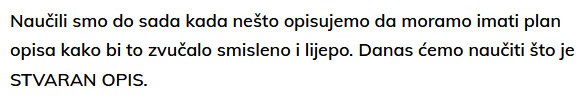 Naučili smo do sada kada nešto opisujemo da moramo imati plan
opisa kako bi to zvučalo smisleno i lijepo. Danas ćemo naučiti što je
STVARAN OPIS.